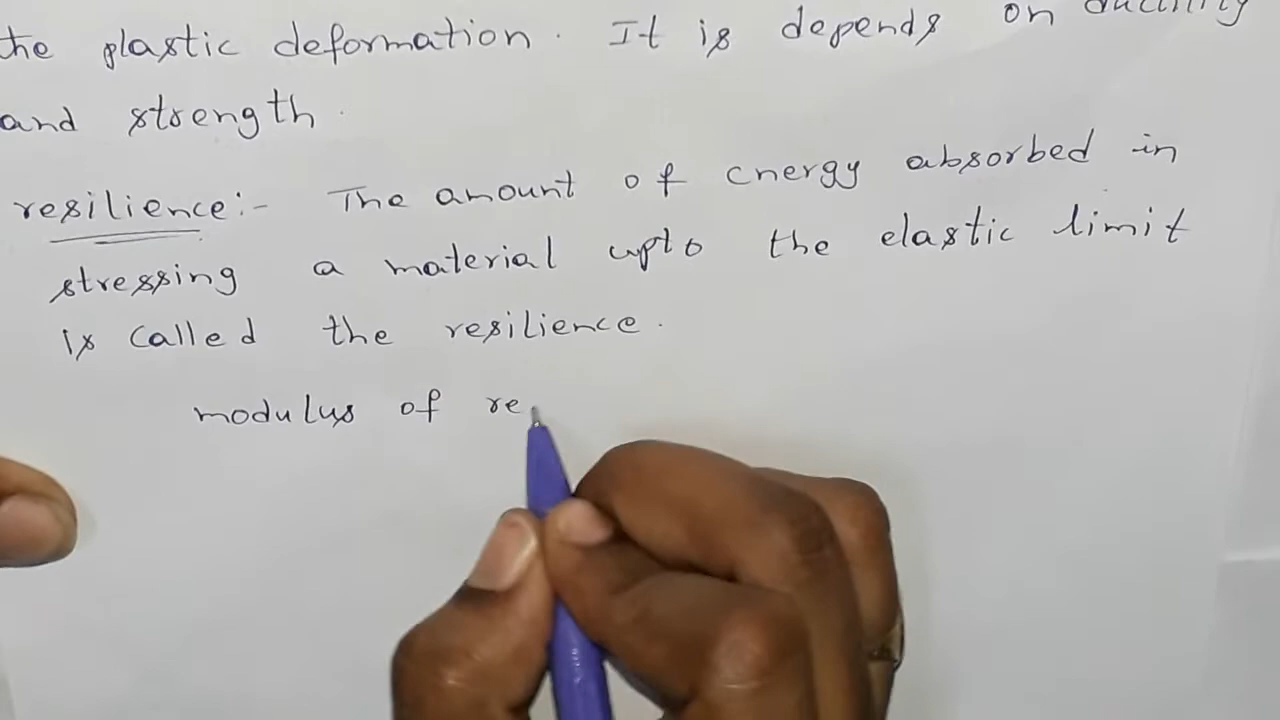 the plastic deformation. It is depends on ductility
and strength.
resilience:- The amount of energy absorbed in
stressing a material upto the elastic limit
is called the resilience.
modulus of re